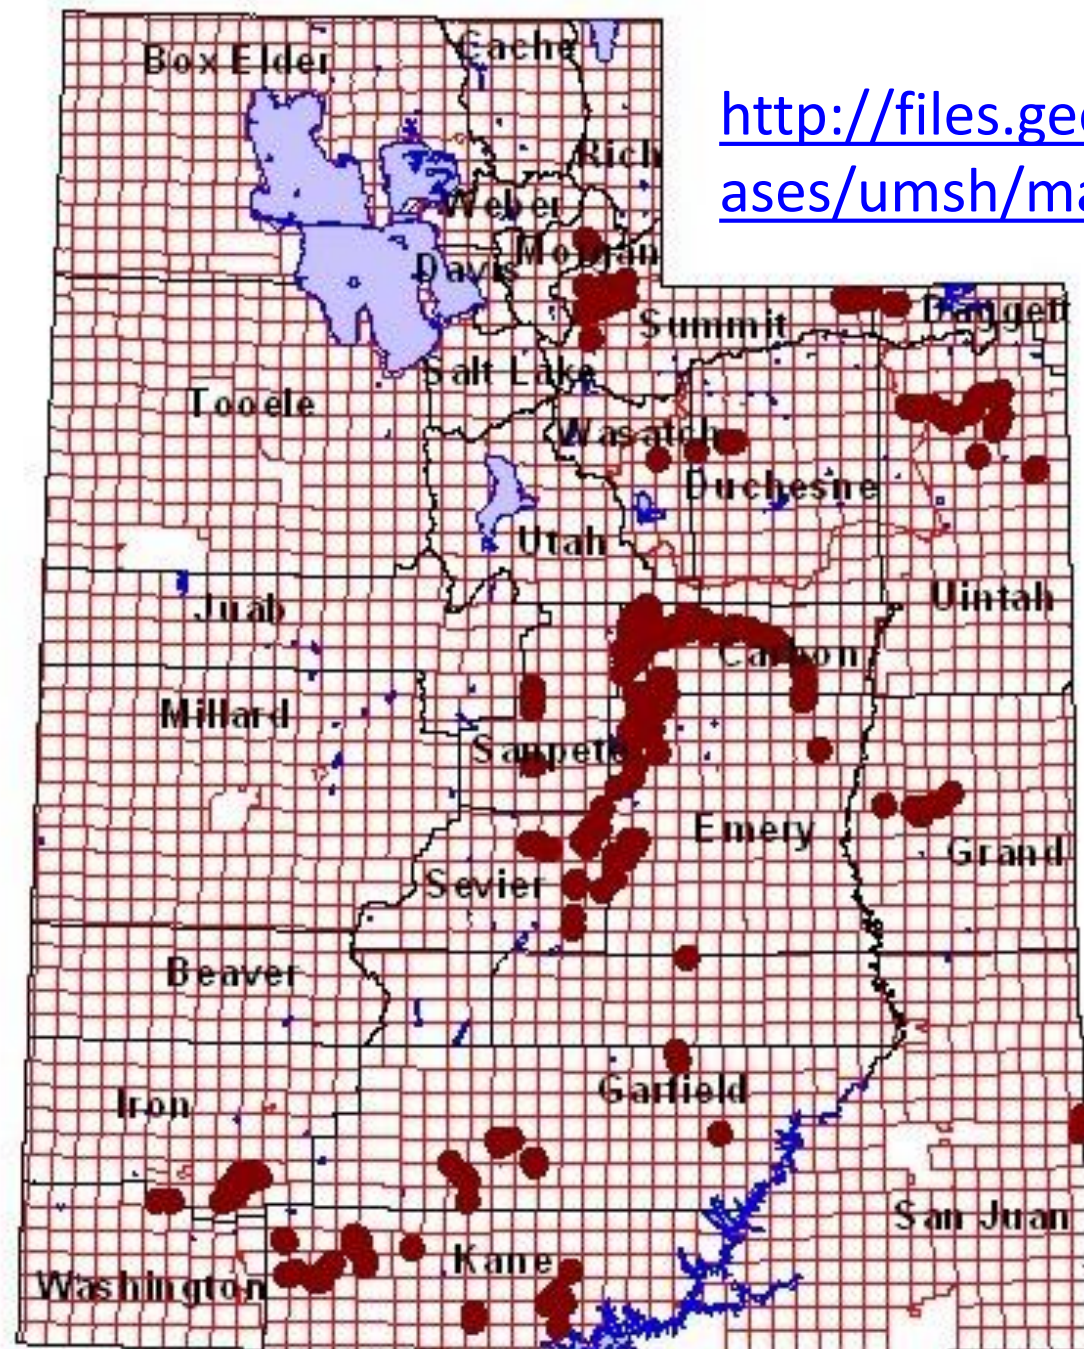 Box Elder
Cache
http://files.ge
ases/umsh/ma
Rich
Weber
Morgan
Davis
Daggett
Summit
Salt Lake
Tooele
Wasatch
Duchesne
Utah
Juab
Uintah
Carbon
Millard
Sanpete
Emery
Grand
Sevier
Beaver
Garfield
Iron
San Juan
Kane
Washington